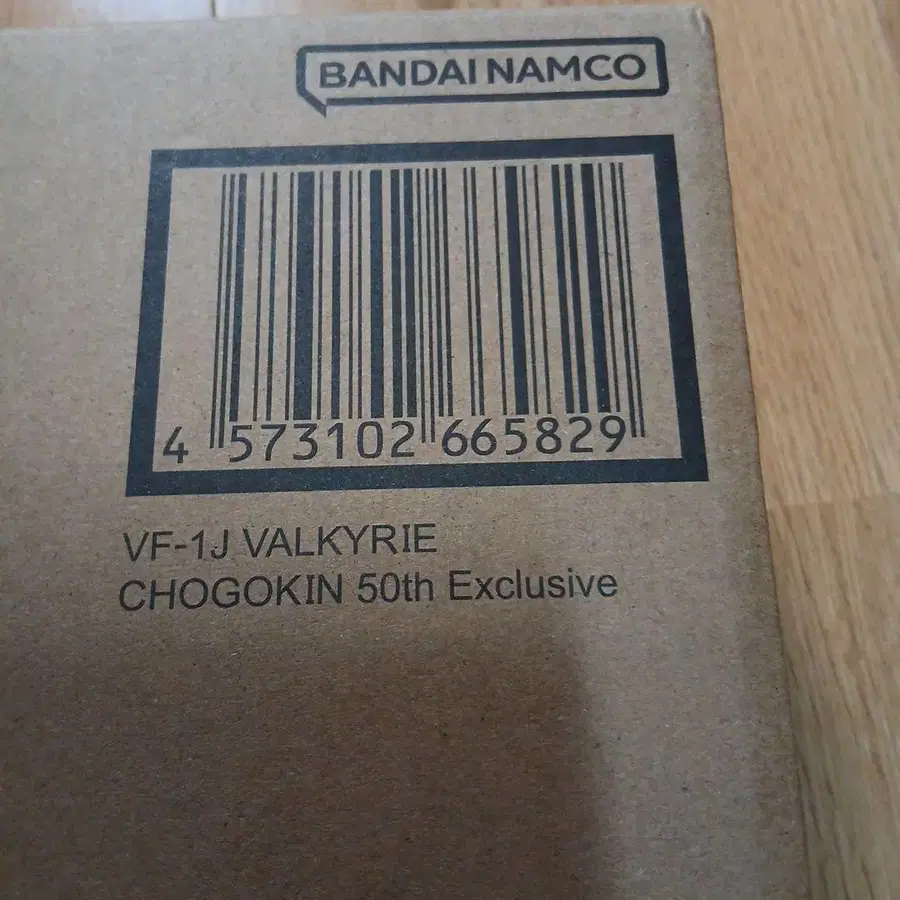 BANDAI NAMCO
4 573102 665829
VF-1J VALKYRIE
CHOGOKIN 50th Exclusive